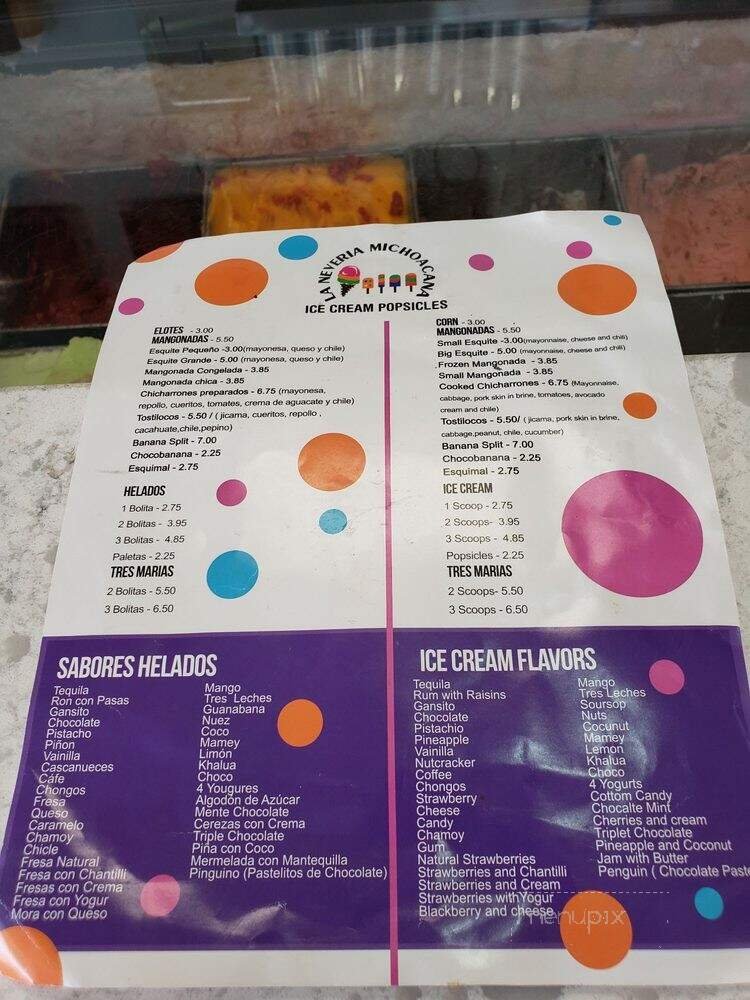 LA NEVERIA MICHOACANA
ICE CREAM POPSICLES
ELOTES - 3.00
MANGONADAS - 5.50
Esquite Pequeño -3.00(mayonesa, queso y chile)
Esquite Grande - 5.00 (mayonesa, queso y chile)
Mangonada Congelada - 3.85
Mangonada chica - 3.85
Chicharrones preparados - 6.75 (mayonesa,
repollo, cueritos, tomates, crema de aguacate y chile)
Tostilocos - 5.50 / ( jicama, cueritos, repollo ,
cacahuate,chile,pepino)
Banana Split - 7.00
Chocobanana - 2.25
Esquimal - 2.75
HELADOS
1 Bolita - 2.75
2 Bolitas - 3.95
3 Bolitas - 4.85
Paletas - 2.25
TRES MARIAS
2 Bolitas - 5.50
3 Bolitas - 6.50
CORN - 3.00
MANGONADAS - 5.50
Small Esquite -3.00(mayonnaise, chweese and chili)
Big Esquite - 5.00 (mayonnaise, cheese and chili)
Frozen Mangonada - 3.85
Small Mangonada - 3.85
Cooked Chicharrones - 6.75 (Mayonnaise,
cabbage, pork skin in brine, tomatoes, avocado
cream and chile)
Tostilocos - 5.50/ ( jicama, pork skin in brine,
cabbage,peanut, chile, cucumber)
Banana Split - 7.00
Chocobanana - 2.25
Esquimal - 2.75
ICE CREAM
1 Scoop - 2.75
2 Scoops- 3.95
3 Scoops - 4.85
Popsicles - 2.25
TRES MARIAS
2 Scoops- 5.50
3 Scoops - 6.50
SABORES HELADOS
Tequila
Ron con Pasas
Gansito
Chocolate
Pistacho
Piñon
Vainilla
Cascanueces
Cáfe
Chongos
Fresa
Queso
Caramelo
Chamoy
Chicle
Fresa Natural
Fresa con Chantilli
Fresas con Crema
Fresa con Yogur
Mora con Queso
Mango
Tres Leches
Guanabana
Nuez
Coco
Mamey
Limón
Khalua
Choco
4 Yougures
Algodón de Azúcar
Mente Chocolate
Cerezas con Crema
Triple Chocolate
Piña con Coco
Mermelada con Mantequilla
Pinguino (Pastelitos de Chocolate)
ICE CREAM FLAVORS
Tequila
Rum with Raisins
Gansito
Chocolate
Pistachio
Pineapple
Vainilla
Nutcracker
Coffee
Chongos
Strawberry
Cheese
Candy
Chamoy
Gum
Natural Strawberries
Strawberries and Chantilli
Strawberries and Cream
Strawberries withYogur
Blackberry and cheese
Mango
Tres Leches
Soursop
Nuts
Cocunut
Mamey
Lemon
Khalua
Choco
4 Yogurts
Cottom Candy
Chocalte Mint
Cherries and cream
Triplet Chocolate
Pineapple and Coconut
Jam with Butter
Penguin ( Chocolate Paste
menupix